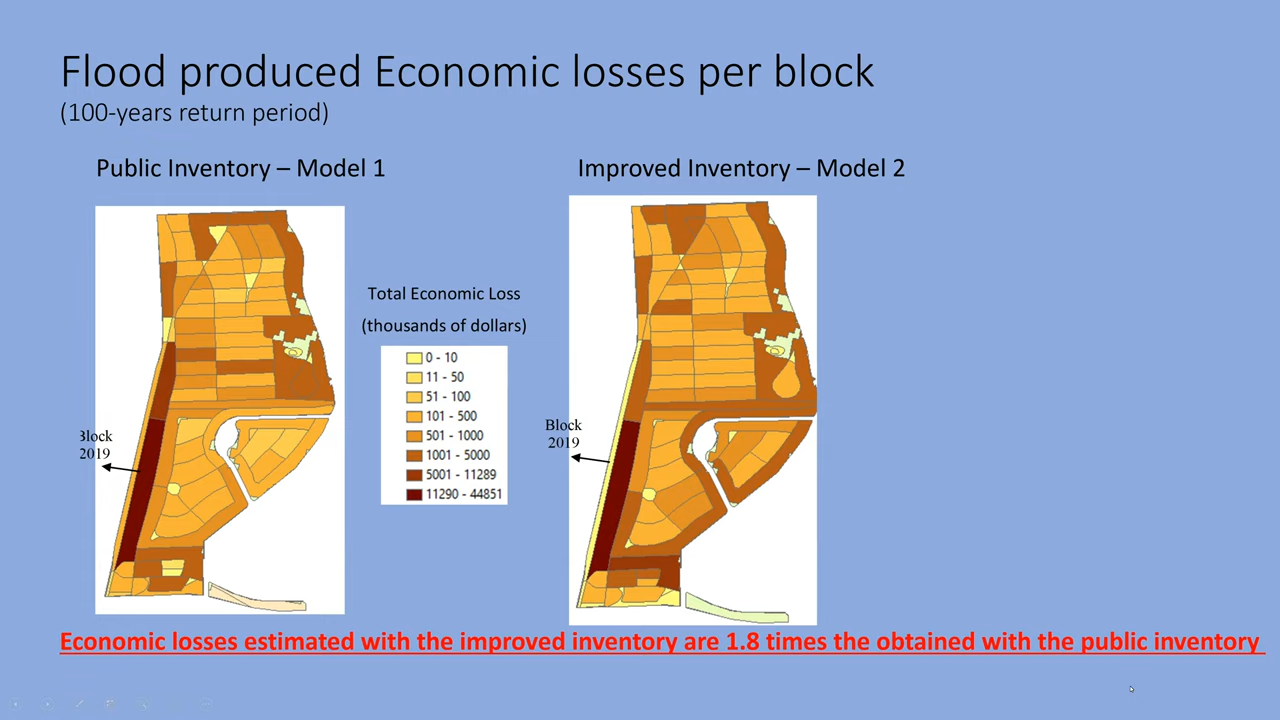 Flood produced Economic losses per block
(100-years return period)
Public Inventory – Model 1
Improved Inventory – Model 2
Total Economic Loss
(thousands of dollars)
0 - 10
11 - 50
51 - 100
101 - 500
501 - 1000
1001 - 5000
5001 - 11289
11290 - 44851
Block
2019
Block
2019
Economic losses estimated with the improved inventory are 1.8 times the obtained with the public inventory